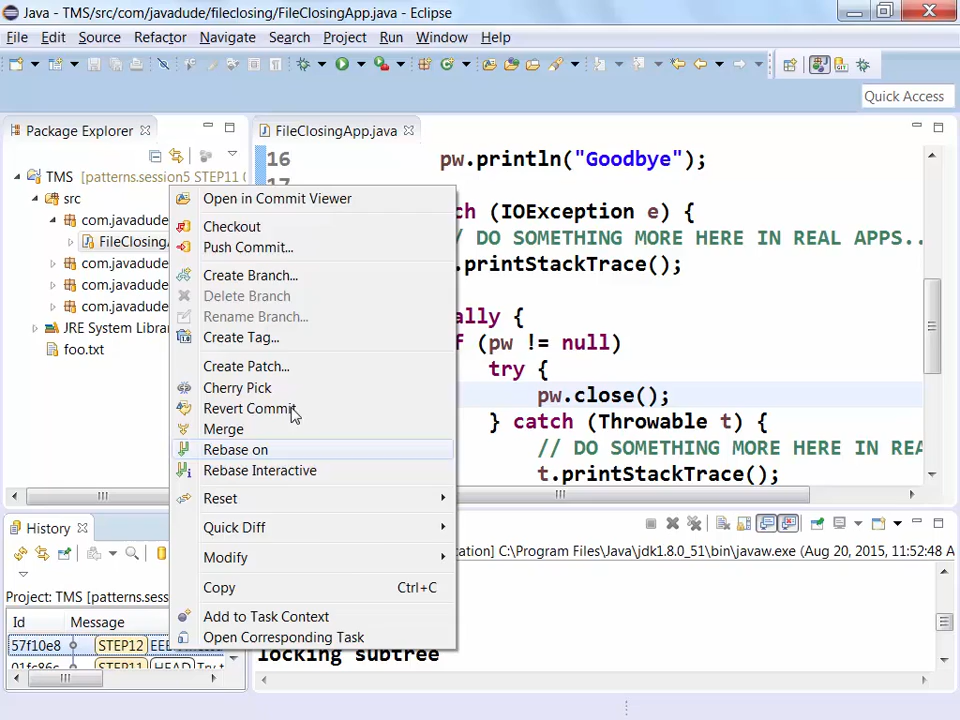 Java - TMS/src/com/javadude/fileclosing/FileClosingApp.java - Eclipse
File Edit Source Refactor Navigate Search Project Run Window Help
Quick Access
Package Explorer
FileClosingApp.java
TMS [patterns.session5 STEP11
src
com.javadude
FileClosing
com.javadude
com.javadude
com.javadude
JRE System Libra
foo.txt
16 pw.println("Goodbye");
17
ch (IOException e) {
/ DO SOMETHING MORE HERE IN REAL APPS..
.printStackTrace();
ally {
f (pw != null)
try {
pw.close();
} catch (Throwable t) {
// DO SOMETHING MORE HERE IN REA
t.printStackTrace();
Open in Commit Viewer
Checkout
Push Commit...
Create Branch...
Delete Branch
Rename Branch...
Create Tag...
Create Patch...
Cherry Pick
Revert Commit
Merge
Rebase on
Rebase Interactive
Reset
Quick Diff
Modify
Copy Ctrl+C
Add to Task Context
Open Corresponding Task
History
Project: TMS [patterns.sess
Id Message
57f10e8 STEP12 EEE
01fc86c STEP11 HEAD Try t
ation] C:\Program Files\Java\jdk1.8.0_51\bin\javaw.exe (Aug 20, 2015, 11:52:48 A
locking subtree